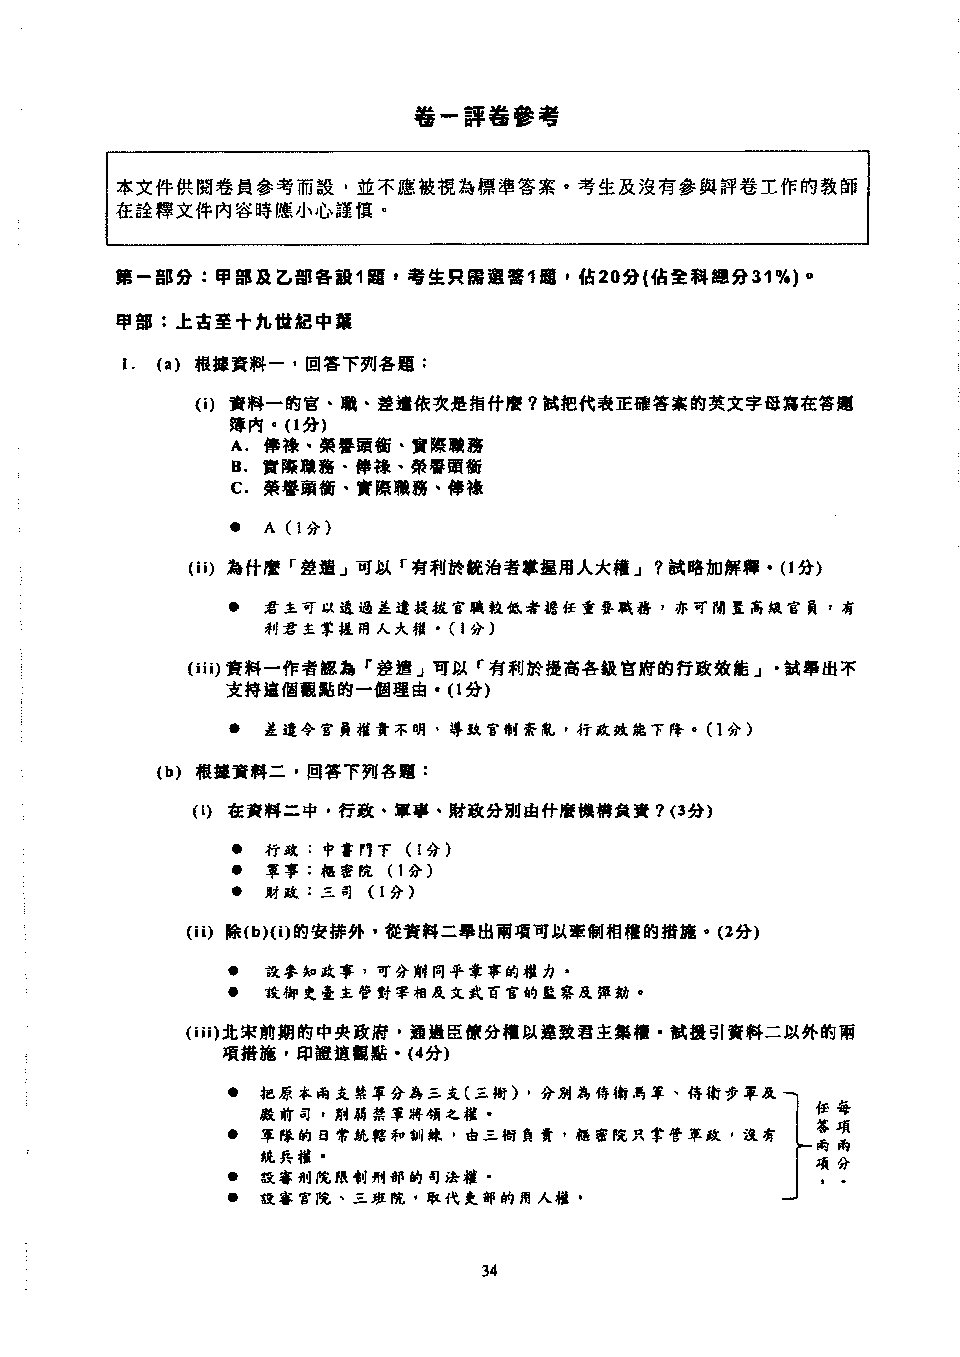 卷一評卷參考
本文件供閱卷員參考而設，並不應被視為標準答案。考生及沒有參與評卷工作的教師
在詮釋文件內容時應小心謹慎。
第一部分：甲部及乙部各設1題，考生只需選答1題，佔20分(佔全科總分31%)。
甲部：上古至十九世紀中葉
1. (a) 根據資料一，回答下列各題：
(i) 資料一的官、職、差遣依次是指什麼？試把代表正確答案的英文字母寫在答題
簿內。(1分)
A. 俸祿、榮譽頭銜、實際職務
B. 實際職務、俸祿、榮譽頭銜
C. 榮譽頭銜、實際職務、俸祿
● A (1分)
(ii) 為什麼「差遣」可以「有利於統治者掌握用人大權」？試略加解釋。(1分)
● 君主可以透過差遣提拔官職較低者擔任重要職務，亦可閒置高級官員，有
利君主掌握用人大權。(1分)
(iii) 資料一作者認為「差遣」可以「有利於提高各級官府的行政效能」。試舉出不
支持這個觀點的一個理由。(1分)
● 差遣令官員權責不明，導致官制紊亂，行政效能下降。(1分)
(b) 根據資料二，回答下列各題：
(i) 在資料二中，行政、軍事、財政分別由什麼機構負責？(3分)
● 行政：中書門下 (1分)
● 軍事：樞密院 (1分)
● 財政：三司 (1分)
(ii) 除(b)(i)的安排外，從資料二舉出兩項可以牽制相權的措施。(2分)
● 設參知政事，可分削同平章事的權力。
● 設御史臺主管對宰相及文武百官的監察及彈劾。
(iii) 北宋前期的中央政府，通過臣僚分權以達致君主集權。試援引資料二以外的兩
項措施，印證這觀點。(4分)
● 把原本兩支禁軍分為三支(三衙)，分別為侍衛馬軍、侍衛步軍及
殿前司，削弱禁軍將領之權。
● 軍隊的日常統轄和訓練，由三衙負責，樞密院只掌管軍政，沒有
統兵權。
● 設審刑院限制刑部的司法權。
● 設審官院、三班院，取代吏部的用人權。
每項兩分。
任答兩項，
34